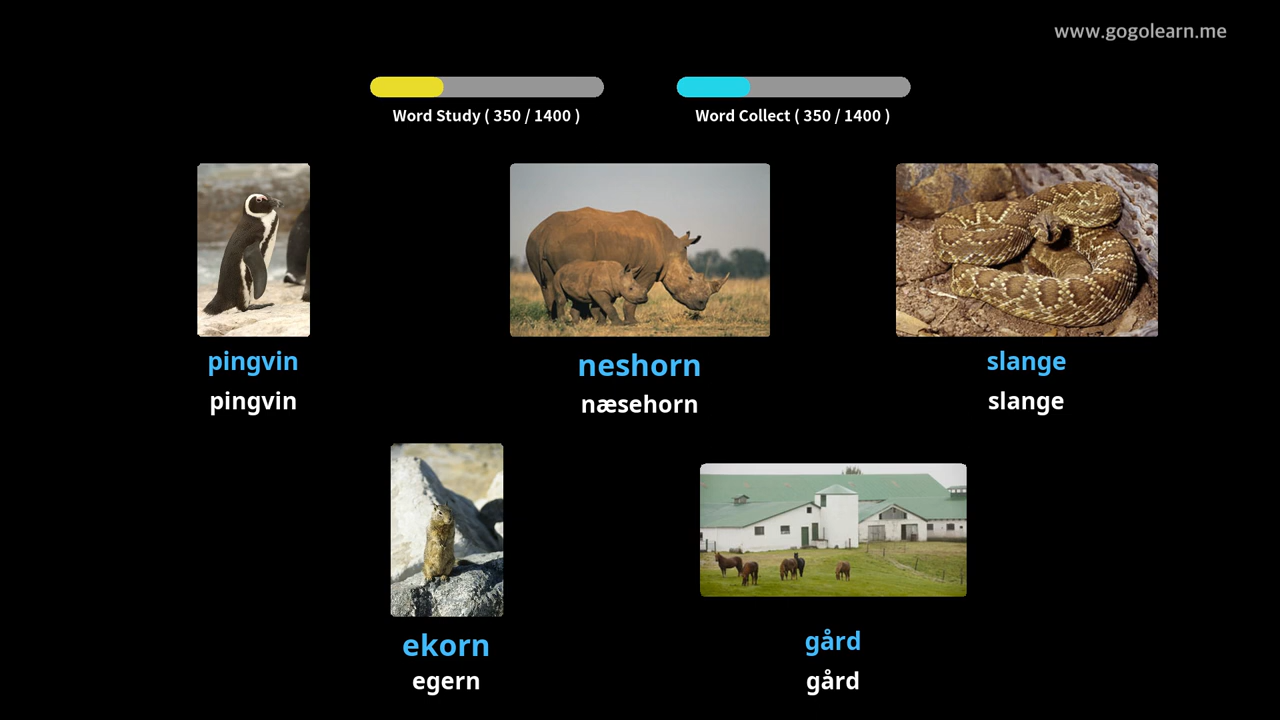 www.gogolearn.me
Word Study ( 350 / 1400 )
Word Collect ( 350 / 1400 )
pingvin
pingvin
neshorn
næsehorn
slange
slange
ekorn
egern
gård
gård